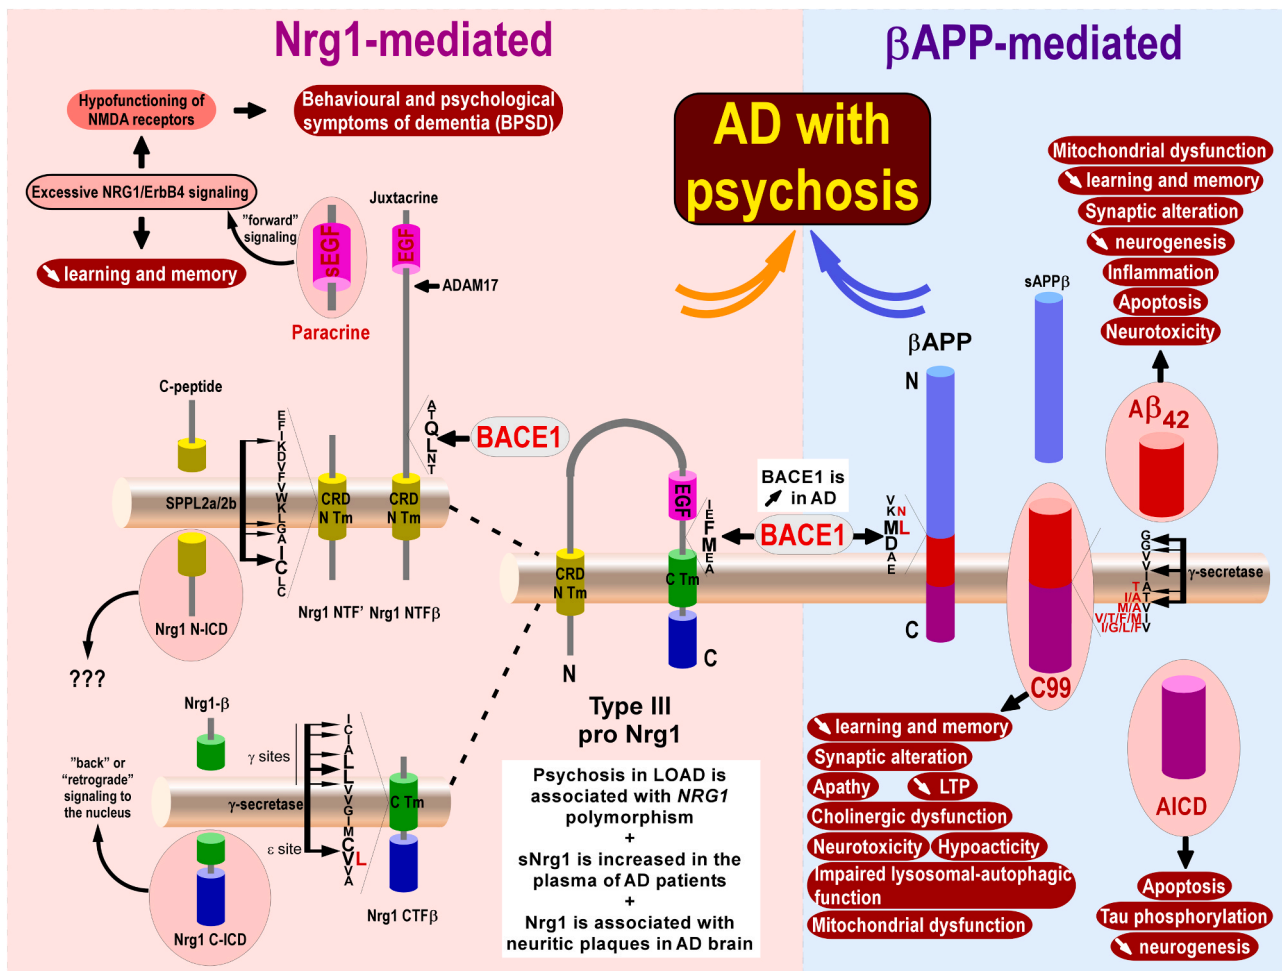 Nrg1-mediated
βAPP-mediated
Hypofunctioning of
NMDA receptors
Behavioural and psychological
symptoms of dementia (BPSD)
AD with
psychosis
Excessive NRG1/ErbB4 signaling
"forward"
signaling
learning and memory
sEGF
Paracrine
Juxtacrine
EGF
ADAM17
Mitochondrial dysfunction
learning and memory
Synaptic alteration
neurogenesis
Inflammation
Apoptosis
Neurotoxicity
sAPPβ
βAPP
N
C
Aβ42
C-peptide
SPPL2a/2b
E
F
I
K
D
V
F
V
W
K
L
G
A
I
C
L
C
CRD
N Tm
CRD
N Tm
A
T
Q
L
N
T
BACE1
Nrg1 NTF' Nrg1 NTFβ
Nrg1 N-ICD
???
EGF
CRD
N Tm
C Tm
N
C
I
E
F
M
E
A
BACE1 is
in AD
BACE1
V
K N
M L
D
A
E
Type III
pro Nrg1
G
G
V
V
I
T A
I/A T
M/A V
V/T/F/M I
I/G/L/F V
γ-secretase
C99
Nrg1-β
"back" or
"retrograde"
signaling to
the nucleus
γ sites
γ-secretase
ε site
I
C
I
A
L
L
V
V
G
I
M
C
V L
V
A
C Tm
Nrg1 C-ICD
Nrg1 CTFβ
Psychosis in LOAD is
associated with NRG1
polymorphism
+
sNrg1 is increased in the
plasma of AD patients
+
Nrg1 is associated with
neuritic plaques in AD brain
learning and memory
Synaptic alteration
Apathy
LTP
Cholinergic dysfunction
Neurotoxicity
Hypoacticity
Impaired lysosomal-autophagic
function
Mitochondrial dysfunction
AICD
Apoptosis
Tau phosphorylation
neurogenesis